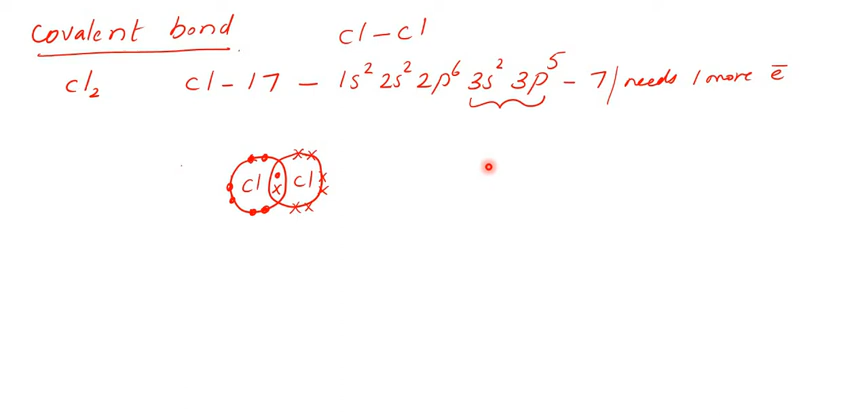 Covalent bond
Cl – Cl
Cl₂ Cl – 17 – 1s² 2s² 2p⁶ 3s² 3p⁵ – 7/needs 1 more e̅
Cl Cl